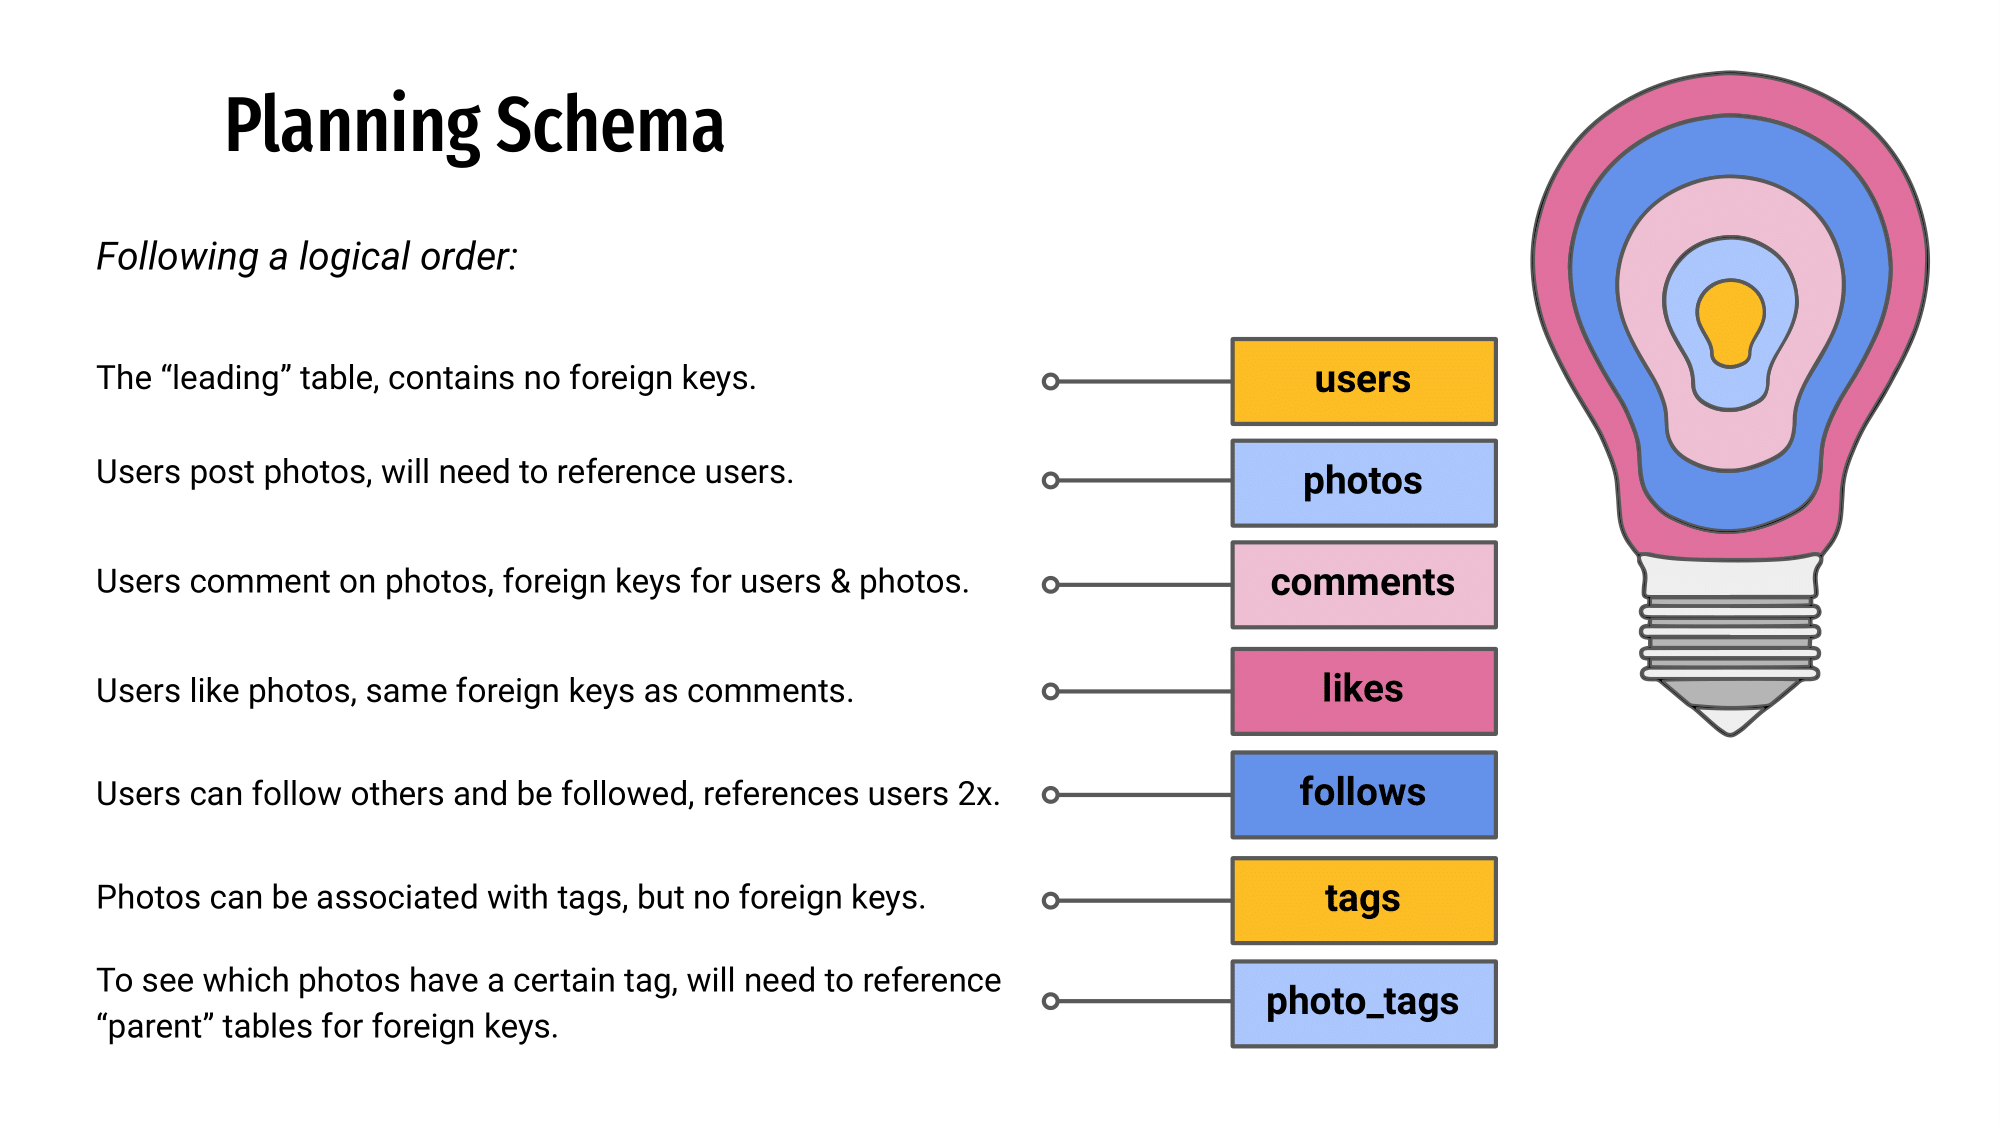 Planning Schema
Following a logical order:
The “leading” table, contains no foreign keys.
users
Users post photos, will need to reference users.
photos
Users comment on photos, foreign keys for users & photos.
comments
Users like photos, same foreign keys as comments.
likes
Users can follow others and be followed, references users 2x.
follows
Photos can be associated with tags, but no foreign keys.
tags
To see which photos have a certain tag, will need to reference
“parent” tables for foreign keys.
photo_tags